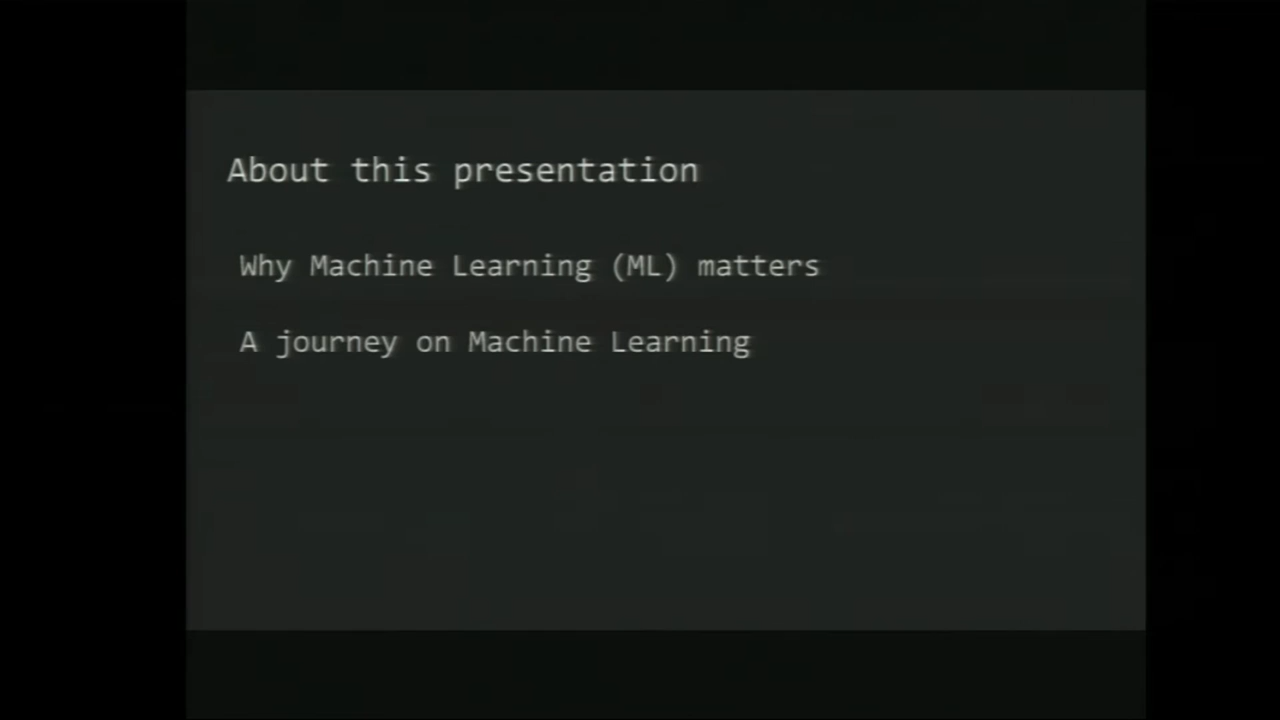 About this presentation
Why Machine Learning (ML) matters
A journey on Machine Learning